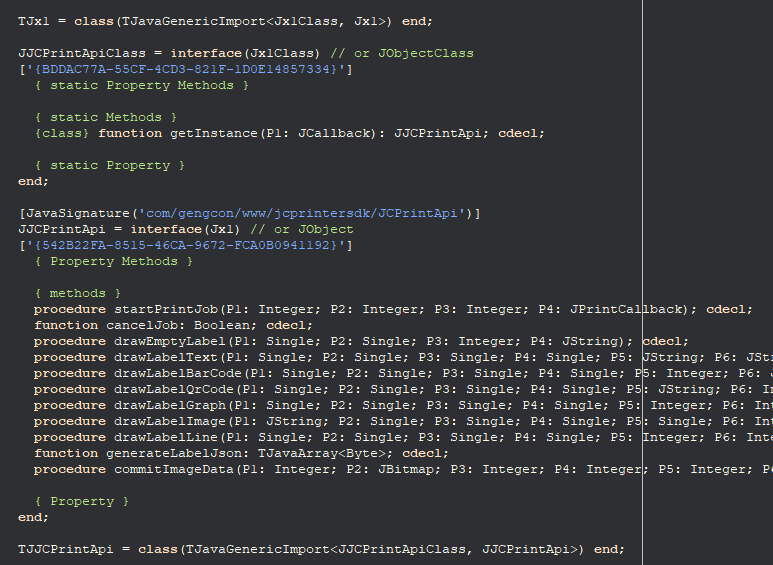 TJx1 = class(TJavaGenericImport<Jx1Class, Jx1>) end;
JJCPrintApiClass = interface(Jx1Class) // or JObjectClass
['{BDDAC77A-55CF-4CD3-821F-1D0E14857334}']
{ static Property Methods }
{ static Methods }
{class} function getInstance(P1: JCallback): JJCPrintApi; cdecl;
{ static Property }
end;
[JavaSignature('com/gengcon/www/jcprintersdk/JCPrintApi')]
JJCPrintApi = interface(Jx1) // or JObject
['{542B22FA-8515-46CA-9672-FCA0B0941192}']
{ Property Methods }
{ methods }
procedure startPrintJob(P1: Integer; P2: Integer; P3: Integer; P4: JPrintCallback); cdecl;
function cancelJob: Boolean; cdecl;
procedure drawEmptyLabel(P1: Single; P2: Single; P3: Integer; P4: JString); cdecl;
procedure drawLabelText(P1: Single; P2: Single; P3: Single; P4: Single; P5: JString; P6: JStr
procedure drawLabelBarCode(P1: Single; P2: Single; P3: Single; P4: Single; P5: Integer; P6: J
procedure drawLabelQrCode(P1: Single; P2: Single; P3: Single; P4: Single; P5: JString; P6: In
procedure drawLabelGraph(P1: Single; P2: Single; P3: Single; P4: Single; P5: Integer; P6: Int
procedure drawLabelImage(P1: JString; P2: Single; P3: Single; P4: Single; P5: Single; P6: Int
procedure drawLabelLine(P1: Single; P2: Single; P3: Single; P4: Single; P5: Integer; P6: Inte
function generateLabelJson: TJavaArray<Byte>; cdecl;
procedure commitImageData(P1: Integer; P2: JBitmap; P3: Integer; P4: Integer; P5: Integer; P6
{ Property }
end;
TJJCPrintApi = class(TJavaGenericImport<JJCPrintApiClass, JJCPrintApi>) end;